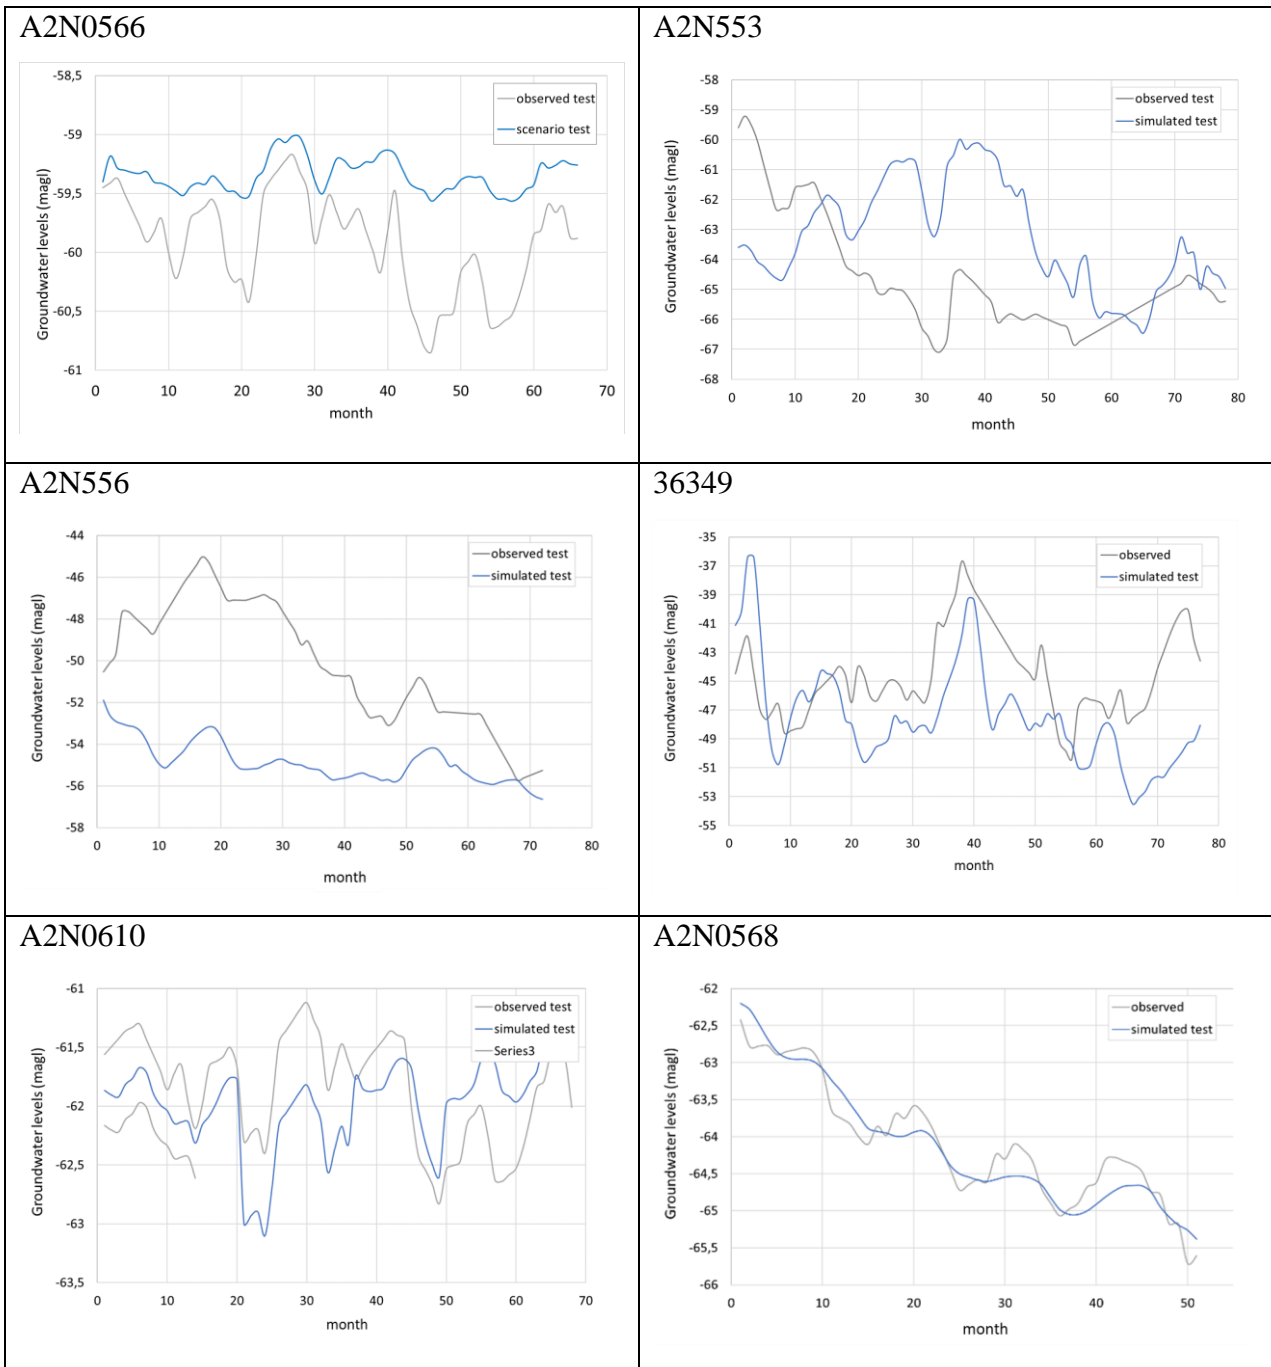 A2N0566
Groundwater levels (magl)
-58,5
-59
-59,5
-60
-60,5
-61
0 10 20 30 40 50 60 70
month
observed test
scenario test
A2N553
Groundwater levels (magl)
-58
-59
-60
-61
-62
-63
-64
-65
-66
-67
-68
0 10 20 30 40 50 60 70 80
month
observed test
simulated test
A2N556
Groundwater levels (magl)
-44
-46
-48
-50
-52
-54
-56
-58
0 10 20 30 40 50 60 70 80
month
observed test
simulated test
36349
Groundwater levels (magl)
-35
-37
-39
-41
-43
-45
-47
-49
-51
-53
-55
0 10 20 30 40 50 60 70 80
month
observed
simulated test
A2N0610
Groundwater levels (magl)
-61
-61,5
-62
-62,5
-63
-63,5
0 10 20 30 40 50 60 70
month
observed test
simulated test
Series3
A2N0568
Groundwater levels (magl)
-62
-62,5
-63
-63,5
-64
-64,5
-65
-65,5
-66
0 10 20 30 40 50
month
observed
simulated test